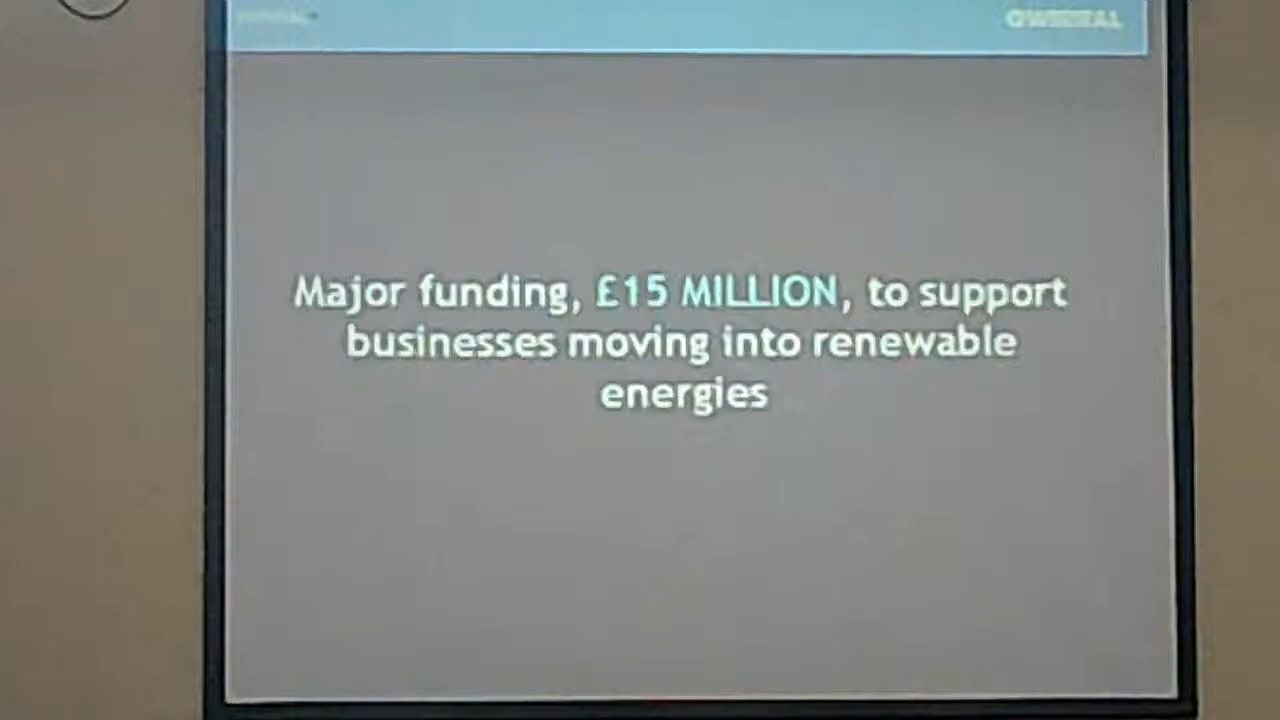 Major funding, £15 MILLION, to support
businesses moving into renewable
energies